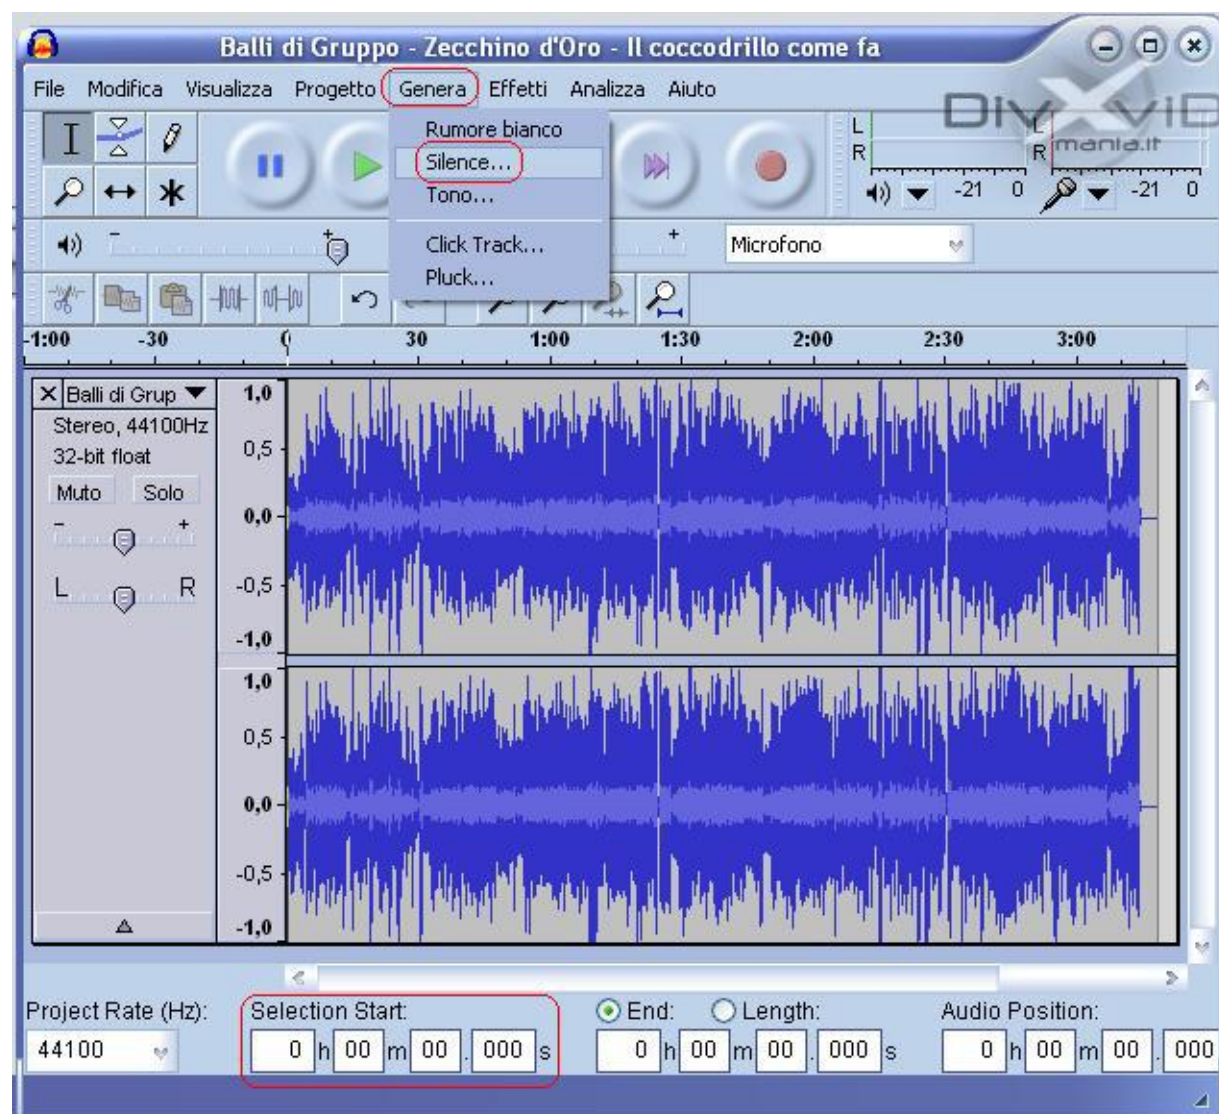 Balli di Gruppo - Zecchino d'Oro - Il coccodrillo come fa
File Modifica Visualizza Progetto Genera Effetti Analizza Aiuto
DivXviD
mania.it
Rumore bianco
Silence...
Tono...
Click Track...
Pluck...
L
R
-21 0
L
R
-21 0
- + - +
Microfono
-1:00 -30 0 30 1:00 1:30 2:00 2:30 3:00
Balli di Grup
Stereo, 44100Hz
32-bit float
Muto Solo
- +
L R
1,0
0,5
0,0
-0,5
-1,0
1,0
0,5
0,0
-0,5
-1,0
Project Rate (Hz): Selection Start: End: Length: Audio Position:
44100 0 h 00 m 00 . 000 s 0 h 00 m 00 . 000 s 0 h 00 m 00 . 000